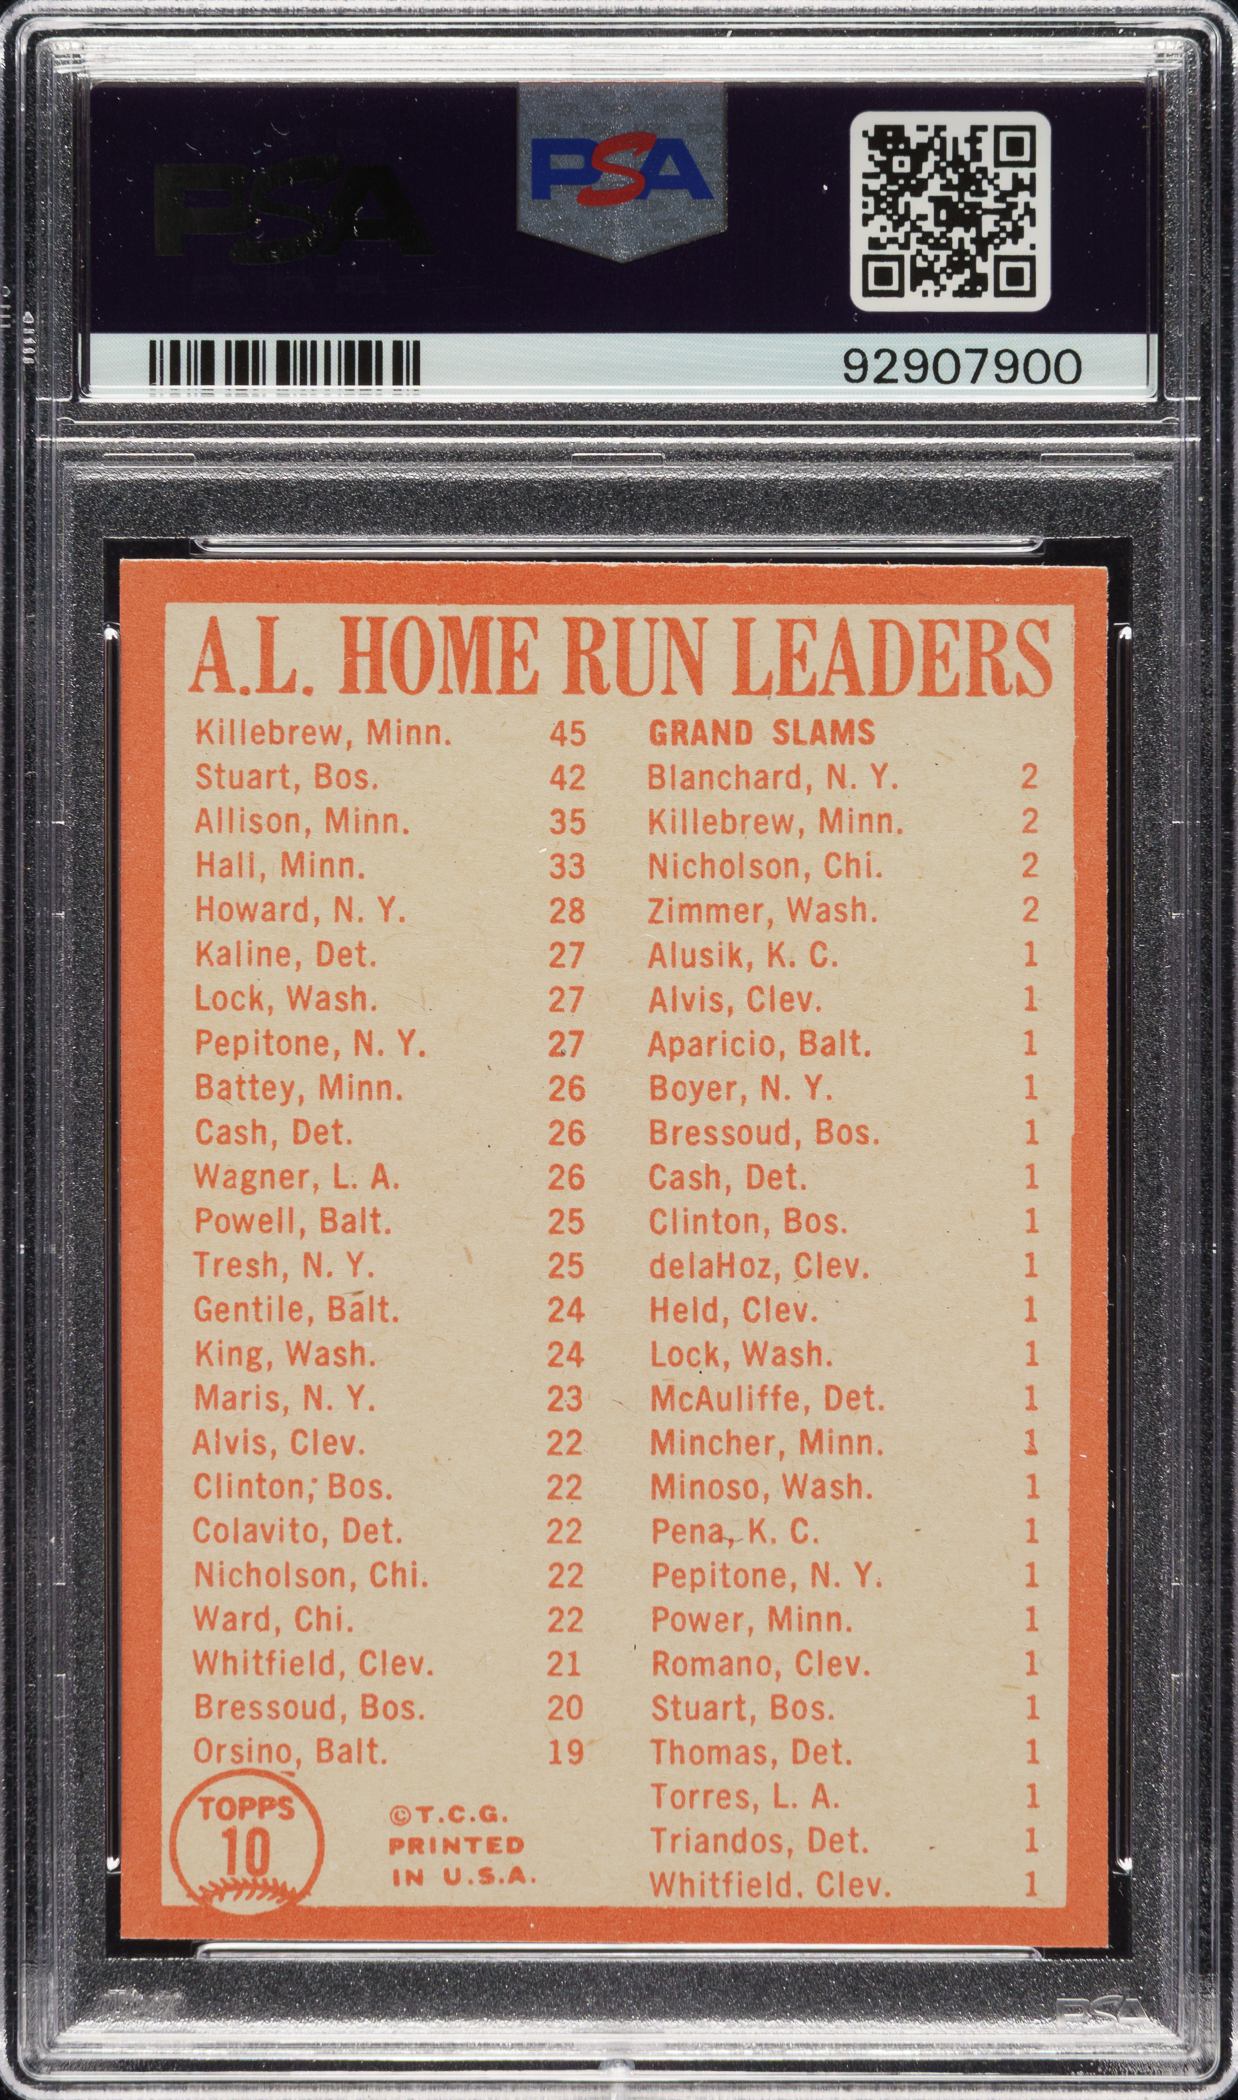 PSA
PSA
92907900
A.L. HOME RUN LEADERS
Killebrew, Minn. 45
Stuart, Bos. 42
Allison, Minn. 35
Hall, Minn. 33
Howard, N. Y. 28
Kaline, Det. 27
Lock, Wash. 27
Pepitone, N. Y. 27
Battey, Minn. 26
Cash, Det. 26
Wagner, L. A. 26
Powell, Balt. 25
Tresh, N. Y. 25
Gentile, Balt. 24
King, Wash. 24
Maris, N. Y. 23
Alvis, Clev. 22
Clinton, Bos. 22
Colavito, Det. 22
Nicholson, Chi. 22
Ward, Chi. 22
Whitfield, Clev. 21
Bressoud, Bos. 20
Orsino, Balt. 19
GRAND SLAMS
Blanchard, N. Y. 2
Killebrew, Minn. 2
Nicholson, Chi. 2
Zimmer, Wash. 2
Alusik, K. C. 1
Alvis, Clev. 1
Aparicio, Balt. 1
Boyer, N. Y. 1
Bressoud, Bos. 1
Cash, Det. 1
Clinton, Bos. 1
delaHoz, Clev. 1
Held, Clev. 1
Lock, Wash. 1
McAuliffe, Det. 1
Mincher, Minn. 1
Minoso, Wash. 1
Pena, K. C. 1
Pepitone, N. Y. 1
Power, Minn. 1
Romano, Clev. 1
Stuart, Bos. 1
Thomas, Det. 1
Torres, L. A. 1
Triandos, Det. 1
Whitfield. Clev. 1
TOPPS
10
©T.C.G.
PRINTED
IN U.S.A.
PSA